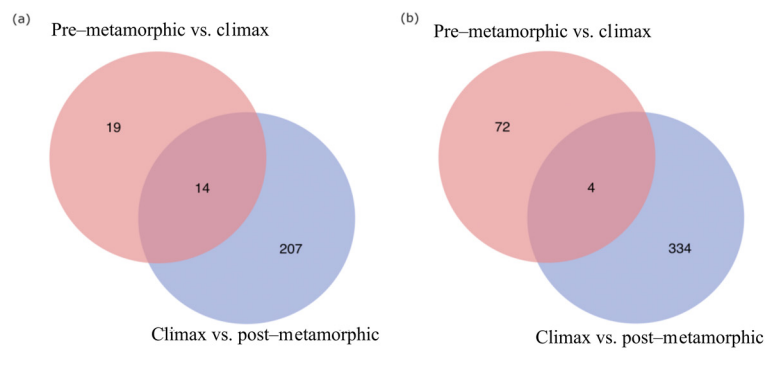 (a)
Pre–metamorphic vs. climax
19
14
207
Climax vs. post–metamorphic
(b)
Pre–metamorphic vs. climax
72
4
334
Climax vs. post–metamorphic